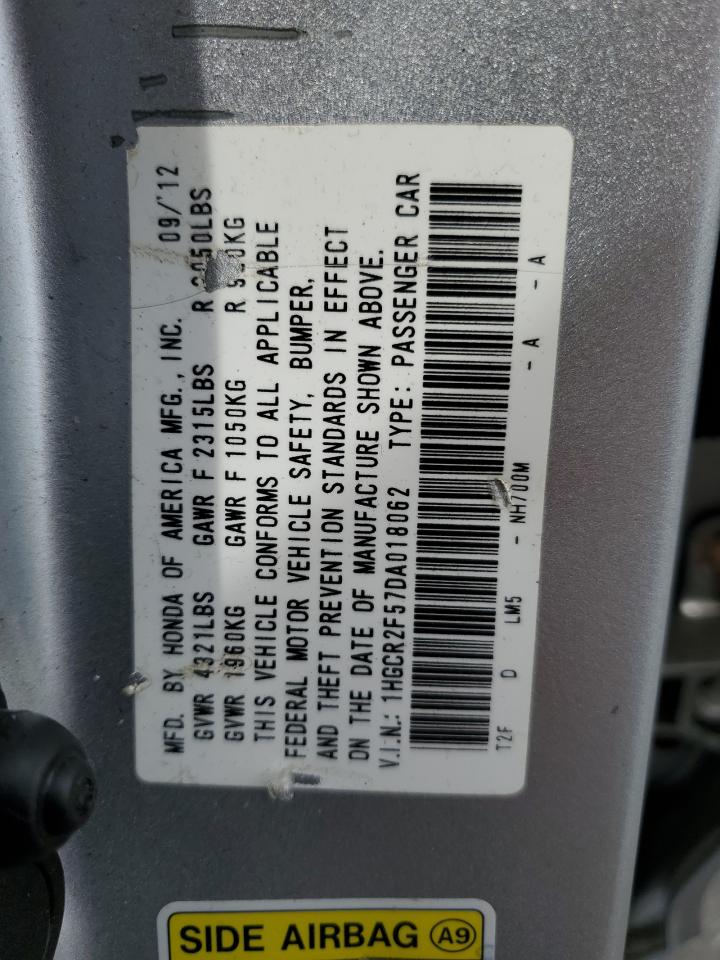 MFD. BY HONDA OF AMERICA MFG., INC. 09/'12
GVWR 4321LBS GAWR F 2315LBS R
GVWR 1960KG GAWR F 1050KG R
THIS VEHICLE CONFORMS TO ALL APPLICABLE
FEDERAL MOTOR VEHICLE SAFETY, BUMPER,
AND THEFT PREVENTION STANDARDS IN EFFECT
ON THE DATE OF MANUFACTURE SHOWN ABOVE.
V.I.N.: 1HGCR2F57DA018062 TYPE: PASSENGER CAR
T2F D LM5 - NH700M - A - A
SIDE AIRBAG A9